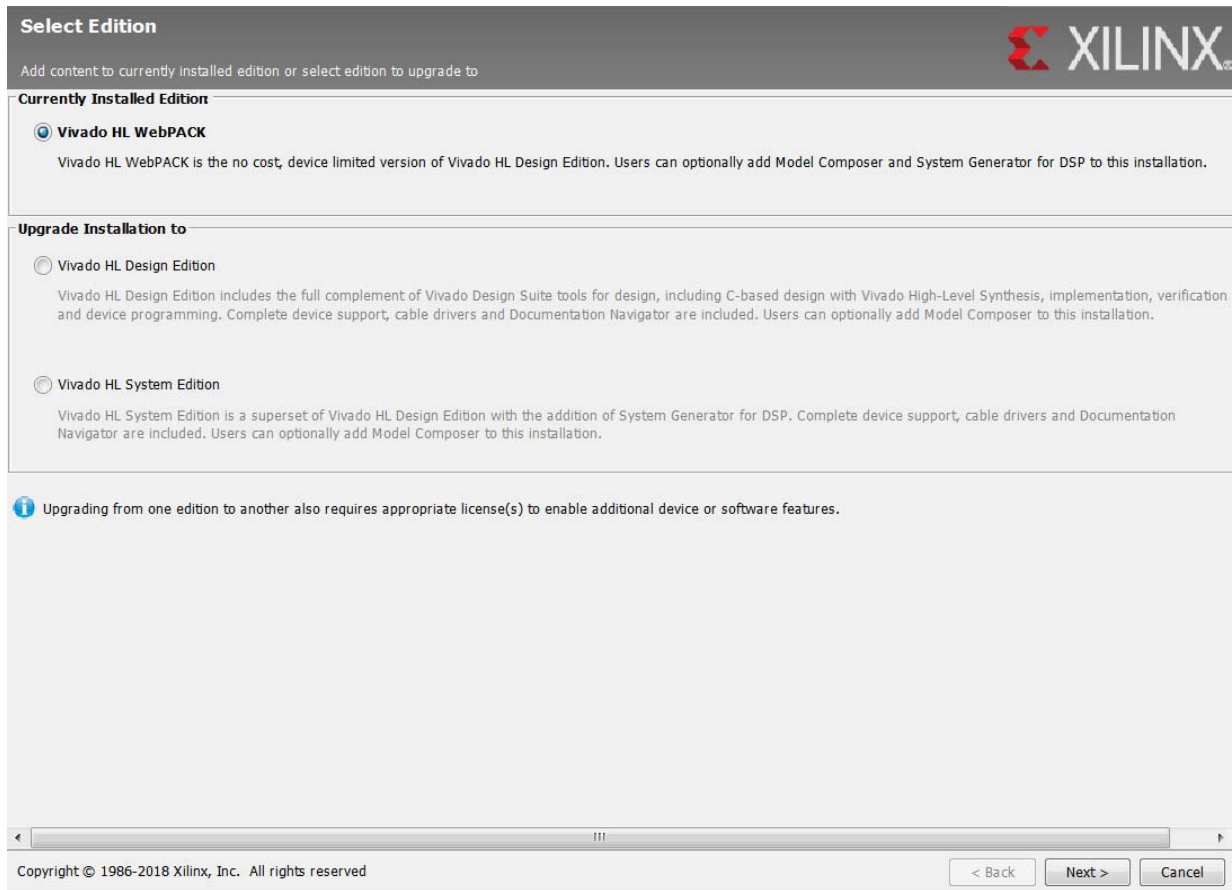 Select Edition
XILINX®
Add content to currently installed edition or select edition to upgrade to
Currently Installed Edition:
Vivado HL WebPACK
Vivado HL WebPACK is the no cost, device limited version of Vivado HL Design Edition. Users can optionally add Model Composer and System Generator for DSP to this installation.
Upgrade Installation to
Vivado HL Design Edition
Vivado HL Design Edition includes the full complement of Vivado Design Suite tools for design, including C-based design with Vivado High-Level Synthesis, implementation, verification
and device programming. Complete device support, cable drivers and Documentation Navigator are included. Users can optionally add Model Composer to this installation.
Vivado HL System Edition
Vivado HL System Edition is a superset of Vivado HL Design Edition with the addition of System Generator for DSP. Complete device support, cable drivers and Documentation
Navigator are included. Users can optionally add Model Composer to this installation.
Upgrading from one edition to another also requires appropriate license(s) to enable additional device or software features.
Copyright © 1986-2018 Xilinx, Inc. All rights reserved
< Back Next > Cancel